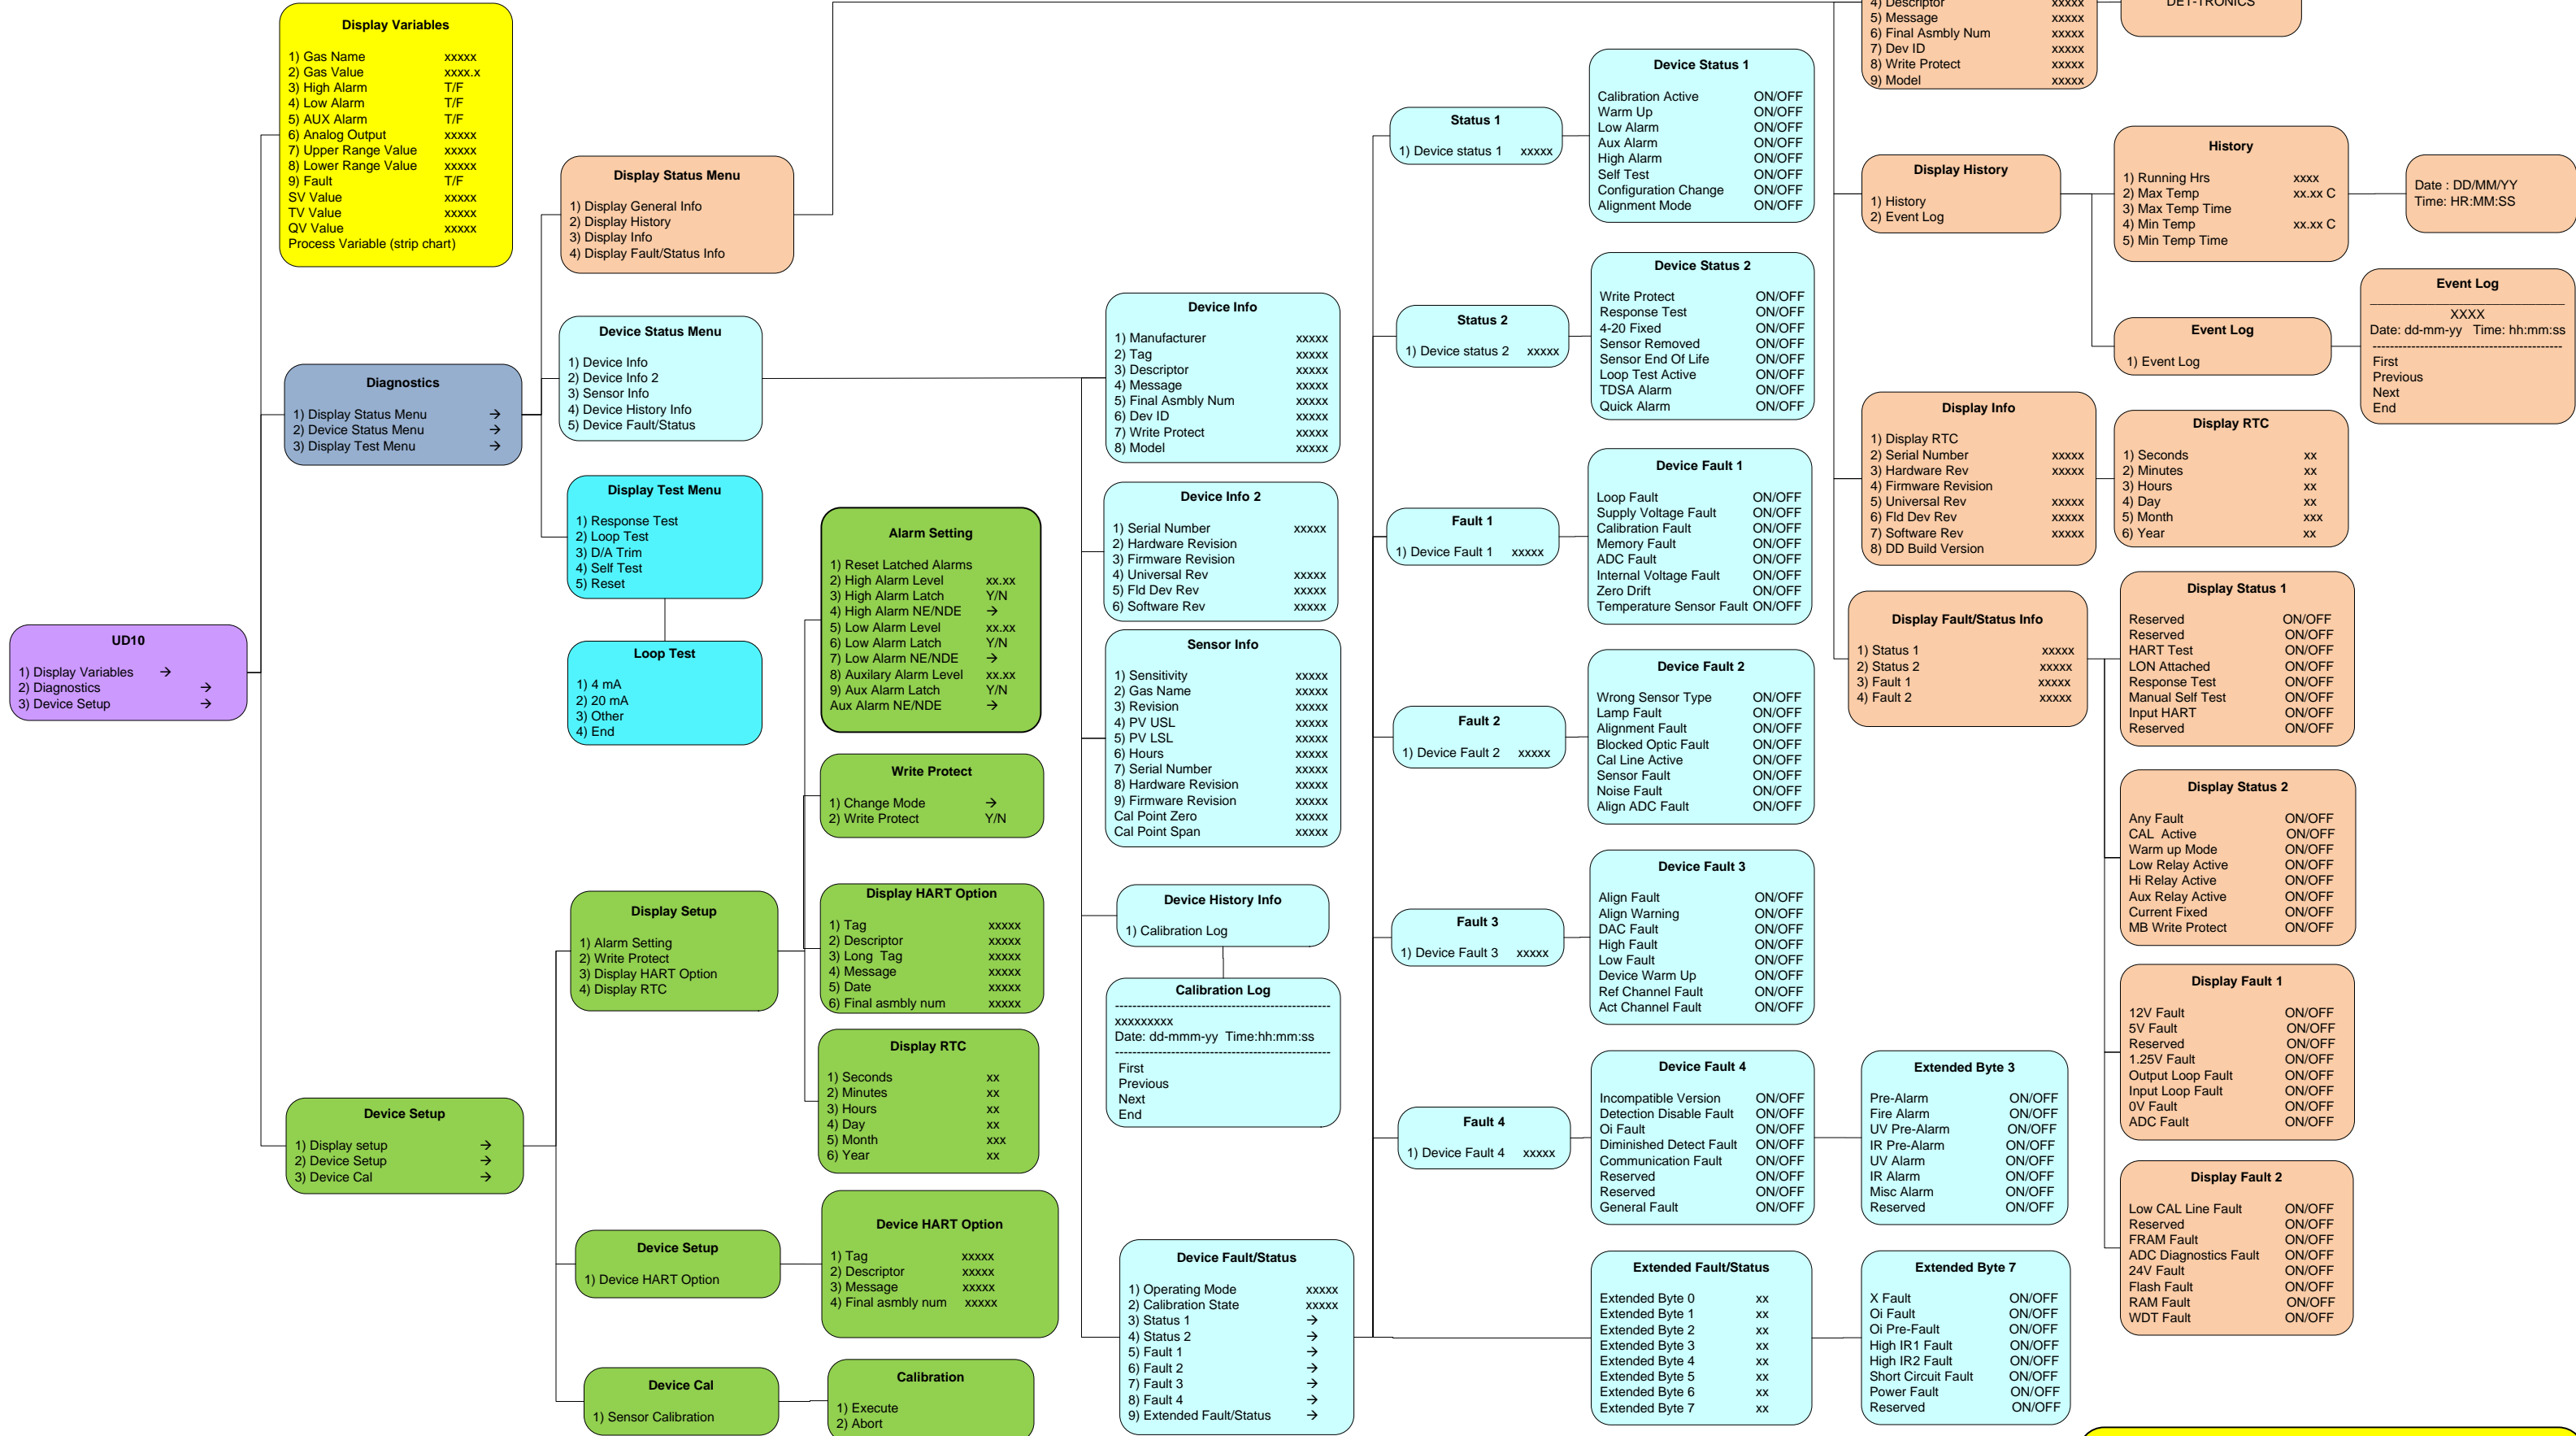 Display Variables
1) Gas Name xxxxx
2) Gas Value xxxx.x
3) High Alarm T/F
4) Low Alarm T/F
5) AUX Alarm T/F
6) Analog Output xxxxx
7) Upper Range Value xxxxx
8) Lower Range Value xxxxx
9) Fault T/F
SV Value xxxxx
TV Value xxxxx
QV Value xxxxx
Process Variable (strip chart)
Diagnostics
1) Display Status Menu →
2) Device Status Menu →
3) Display Test Menu →
UD10
1) Display Variables →
2) Diagnostics →
3) Device Setup →
Device Setup
1) Display setup →
2) Device Setup →
3) Device Cal →
Display Status Menu
1) Display General Info
2) Display History
3) Display Info
4) Display Fault/Status Info
Device Status Menu
1) Device Info
2) Device Info 2
3) Sensor Info
4) Device History Info
5) Device Fault/Status
Display Test Menu
1) Response Test
2) Loop Test
3) D/A Trim
4) Self Test
5) Reset
Loop Test
1) 4 mA
2) 20 mA
3) Other
4) End
Display Setup
1) Alarm Setting
2) Write Protect
3) Display HART Option
4) Display RTC
Device Setup
1) Device HART Option
Device Cal
1) Sensor Calibration
Alarm Setting
1) Reset Latched Alarms
2) High Alarm Level xx.xx
3) High Alarm Latch Y/N
4) High Alarm NE/NDE →
5) Low Alarm Level xx.xx
6) Low Alarm Latch Y/N
7) Low Alarm NE/NDE →
8) Auxilary Alarm Level xx.xx
9) Aux Alarm Latch Y/N
Aux Alarm NE/NDE →
Write Protect
1) Change Mode →
2) Write Protect Y/N
Display HART Option
1) Tag xxxxx
2) Descriptor xxxxx
3) Long Tag xxxxx
4) Message xxxxx
5) Date xxxxx
6) Final asmbly num xxxxx
Display RTC
1) Seconds xx
2) Minutes xx
3) Hours xx
4) Day xx
5) Month xxx
6) Year xx
Device HART Option
1) Tag xxxxx
2) Descriptor xxxxx
3) Message xxxxx
4) Final asmbly num xxxxx
Calibration
1) Execute
2) Abort
Device Info
1) Manufacturer xxxxx
2) Tag xxxxx
3) Descriptor xxxxx
4) Message xxxxx
5) Final Asmbly Num xxxxx
6) Dev ID xxxxx
7) Write Protect xxxxx
8) Model xxxxx
Device Info 2
1) Serial Number xxxxx
2) Hardware Revision
3) Firmware Revision
4) Universal Rev xxxxx
5) Fld Dev Rev xxxxx
6) Software Rev xxxxx
Sensor Info
1) Sensitivity xxxxx
2) Gas Name xxxxx
3) Revision xxxxx
4) PV USL xxxxx
5) PV LSL xxxxx
6) Hours xxxxx
7) Serial Number xxxxx
8) Hardware Revision xxxxx
9) Firmware Revision xxxxx
Cal Point Zero xxxxx
Cal Point Span xxxxx
Device History Info
1) Calibration Log
Calibration Log
xxxxxxxxx
Date: dd-mmm-yy Time:hh:mm:ss
First
Previous
Next
End
Device Fault/Status
1) Operating Mode xxxxx
2) Calibration State xxxxx
3) Status 1 →
4) Status 2 →
5) Fault 1 →
6) Fault 2 →
7) Fault 3 →
8) Fault 4 →
9) Extended Fault/Status →
Status 1
1) Device status 1 xxxxx
Status 2
1) Device status 2 xxxxx
Fault 1
1) Device Fault 1 xxxxx
Fault 2
1) Device Fault 2 xxxxx
Fault 3
1) Device Fault 3 xxxxx
Fault 4
1) Device Fault 4 xxxxx
Device Status 1
Calibration Active ON/OFF
Warm Up ON/OFF
Low Alarm ON/OFF
Aux Alarm ON/OFF
High Alarm ON/OFF
Self Test ON/OFF
Configuration Change ON/OFF
Alignment Mode ON/OFF
Device Status 2
Write Protect ON/OFF
Response Test ON/OFF
4-20 Fixed ON/OFF
Sensor Removed ON/OFF
Sensor End Of Life ON/OFF
Loop Test Active ON/OFF
TDSA Alarm ON/OFF
Quick Alarm ON/OFF
Device Fault 1
Loop Fault ON/OFF
Supply Voltage Fault ON/OFF
Calibration Fault ON/OFF
Memory Fault ON/OFF
ADC Fault ON/OFF
Internal Voltage Fault ON/OFF
Zero Drift ON/OFF
Temperature Sensor Fault ON/OFF
Device Fault 2
Wrong Sensor Type ON/OFF
Lamp Fault ON/OFF
Alignment Fault ON/OFF
Blocked Optic Fault ON/OFF
Cal Line Active ON/OFF
Sensor Fault ON/OFF
Noise Fault ON/OFF
Align ADC Fault ON/OFF
Device Fault 3
Align Fault ON/OFF
Align Warning ON/OFF
DAC Fault ON/OFF
High Fault ON/OFF
Low Fault ON/OFF
Device Warm Up ON/OFF
Ref Channel Fault ON/OFF
Act Channel Fault ON/OFF
Device Fault 4
Incompatible Version ON/OFF
Detection Disable Fault ON/OFF
Oi Fault ON/OFF
Diminished Detect Fault ON/OFF
Communication Fault ON/OFF
Reserved ON/OFF
Reserved ON/OFF
General Fault ON/OFF
Extended Fault/Status
Extended Byte 0 xx
Extended Byte 1 xx
Extended Byte 2 xx
Extended Byte 3 xx
Extended Byte 4 xx
Extended Byte 5 xx
Extended Byte 6 xx
Extended Byte 7 xx
Extended Byte 3
Pre-Alarm ON/OFF
Fire Alarm ON/OFF
UV Pre-Alarm ON/OFF
IR Pre-Alarm ON/OFF
UV Alarm ON/OFF
IR Alarm ON/OFF
Misc Alarm ON/OFF
Reserved ON/OFF
Extended Byte 7
X Fault ON/OFF
Oi Fault ON/OFF
Oi Pre-Fault ON/OFF
High IR1 Fault ON/OFF
High IR2 Fault ON/OFF
Short Circuit Fault ON/OFF
Power Fault ON/OFF
Reserved ON/OFF
4) Descriptor xxxxx
5) Message xxxxx
6) Final Asmbly Num xxxxx
7) Dev ID xxxxx
8) Write Protect xxxxx
9) Model xxxxx
DET-TRONICS
Display History
1) History
2) Event Log
History
1) Running Hrs xxxx
2) Max Temp xx.xx C
3) Max Temp Time
4) Min Temp xx.xx C
5) Min Temp Time
Date : DD/MM/YY
Time: HR:MM:SS
Event Log
1) Event Log
Event Log
XXXX
Date: dd-mm-yy Time: hh:mm:ss
First
Previous
Next
End
Display Info
1) Display RTC
2) Serial Number xxxxx
3) Hardware Rev xxxxx
4) Firmware Revision
5) Universal Rev xxxxx
6) Fld Dev Rev xxxxx
7) Software Rev xxxxx
8) DD Build Version
Display RTC
1) Seconds xx
2) Minutes xx
3) Hours xx
4) Day xx
5) Month xxx
6) Year xx
Display Fault/Status Info
1) Status 1 xxxxx
2) Status 2 xxxxx
3) Fault 1 xxxxx
4) Fault 2 xxxxx
Display Status 1
Reserved ON/OFF
Reserved ON/OFF
HART Test ON/OFF
LON Attached ON/OFF
Response Test ON/OFF
Manual Self Test ON/OFF
Input HART ON/OFF
Reserved ON/OFF
Display Status 2
Any Fault ON/OFF
CAL Active ON/OFF
Warm up Mode ON/OFF
Low Relay Active ON/OFF
Hi Relay Active ON/OFF
Aux Relay Active ON/OFF
Current Fixed ON/OFF
MB Write Protect ON/OFF
Display Fault 1
12V Fault ON/OFF
5V Fault ON/OFF
Reserved ON/OFF
1.25V Fault ON/OFF
Output Loop Fault ON/OFF
Input Loop Fault ON/OFF
0V Fault ON/OFF
ADC Fault ON/OFF
Display Fault 2
Low CAL Line Fault ON/OFF
Reserved ON/OFF
FRAM Fault ON/OFF
ADC Diagnostics Fault ON/OFF
24V Fault ON/OFF
Flash Fault ON/OFF
RAM Fault ON/OFF
WDT Fault ON/OFF